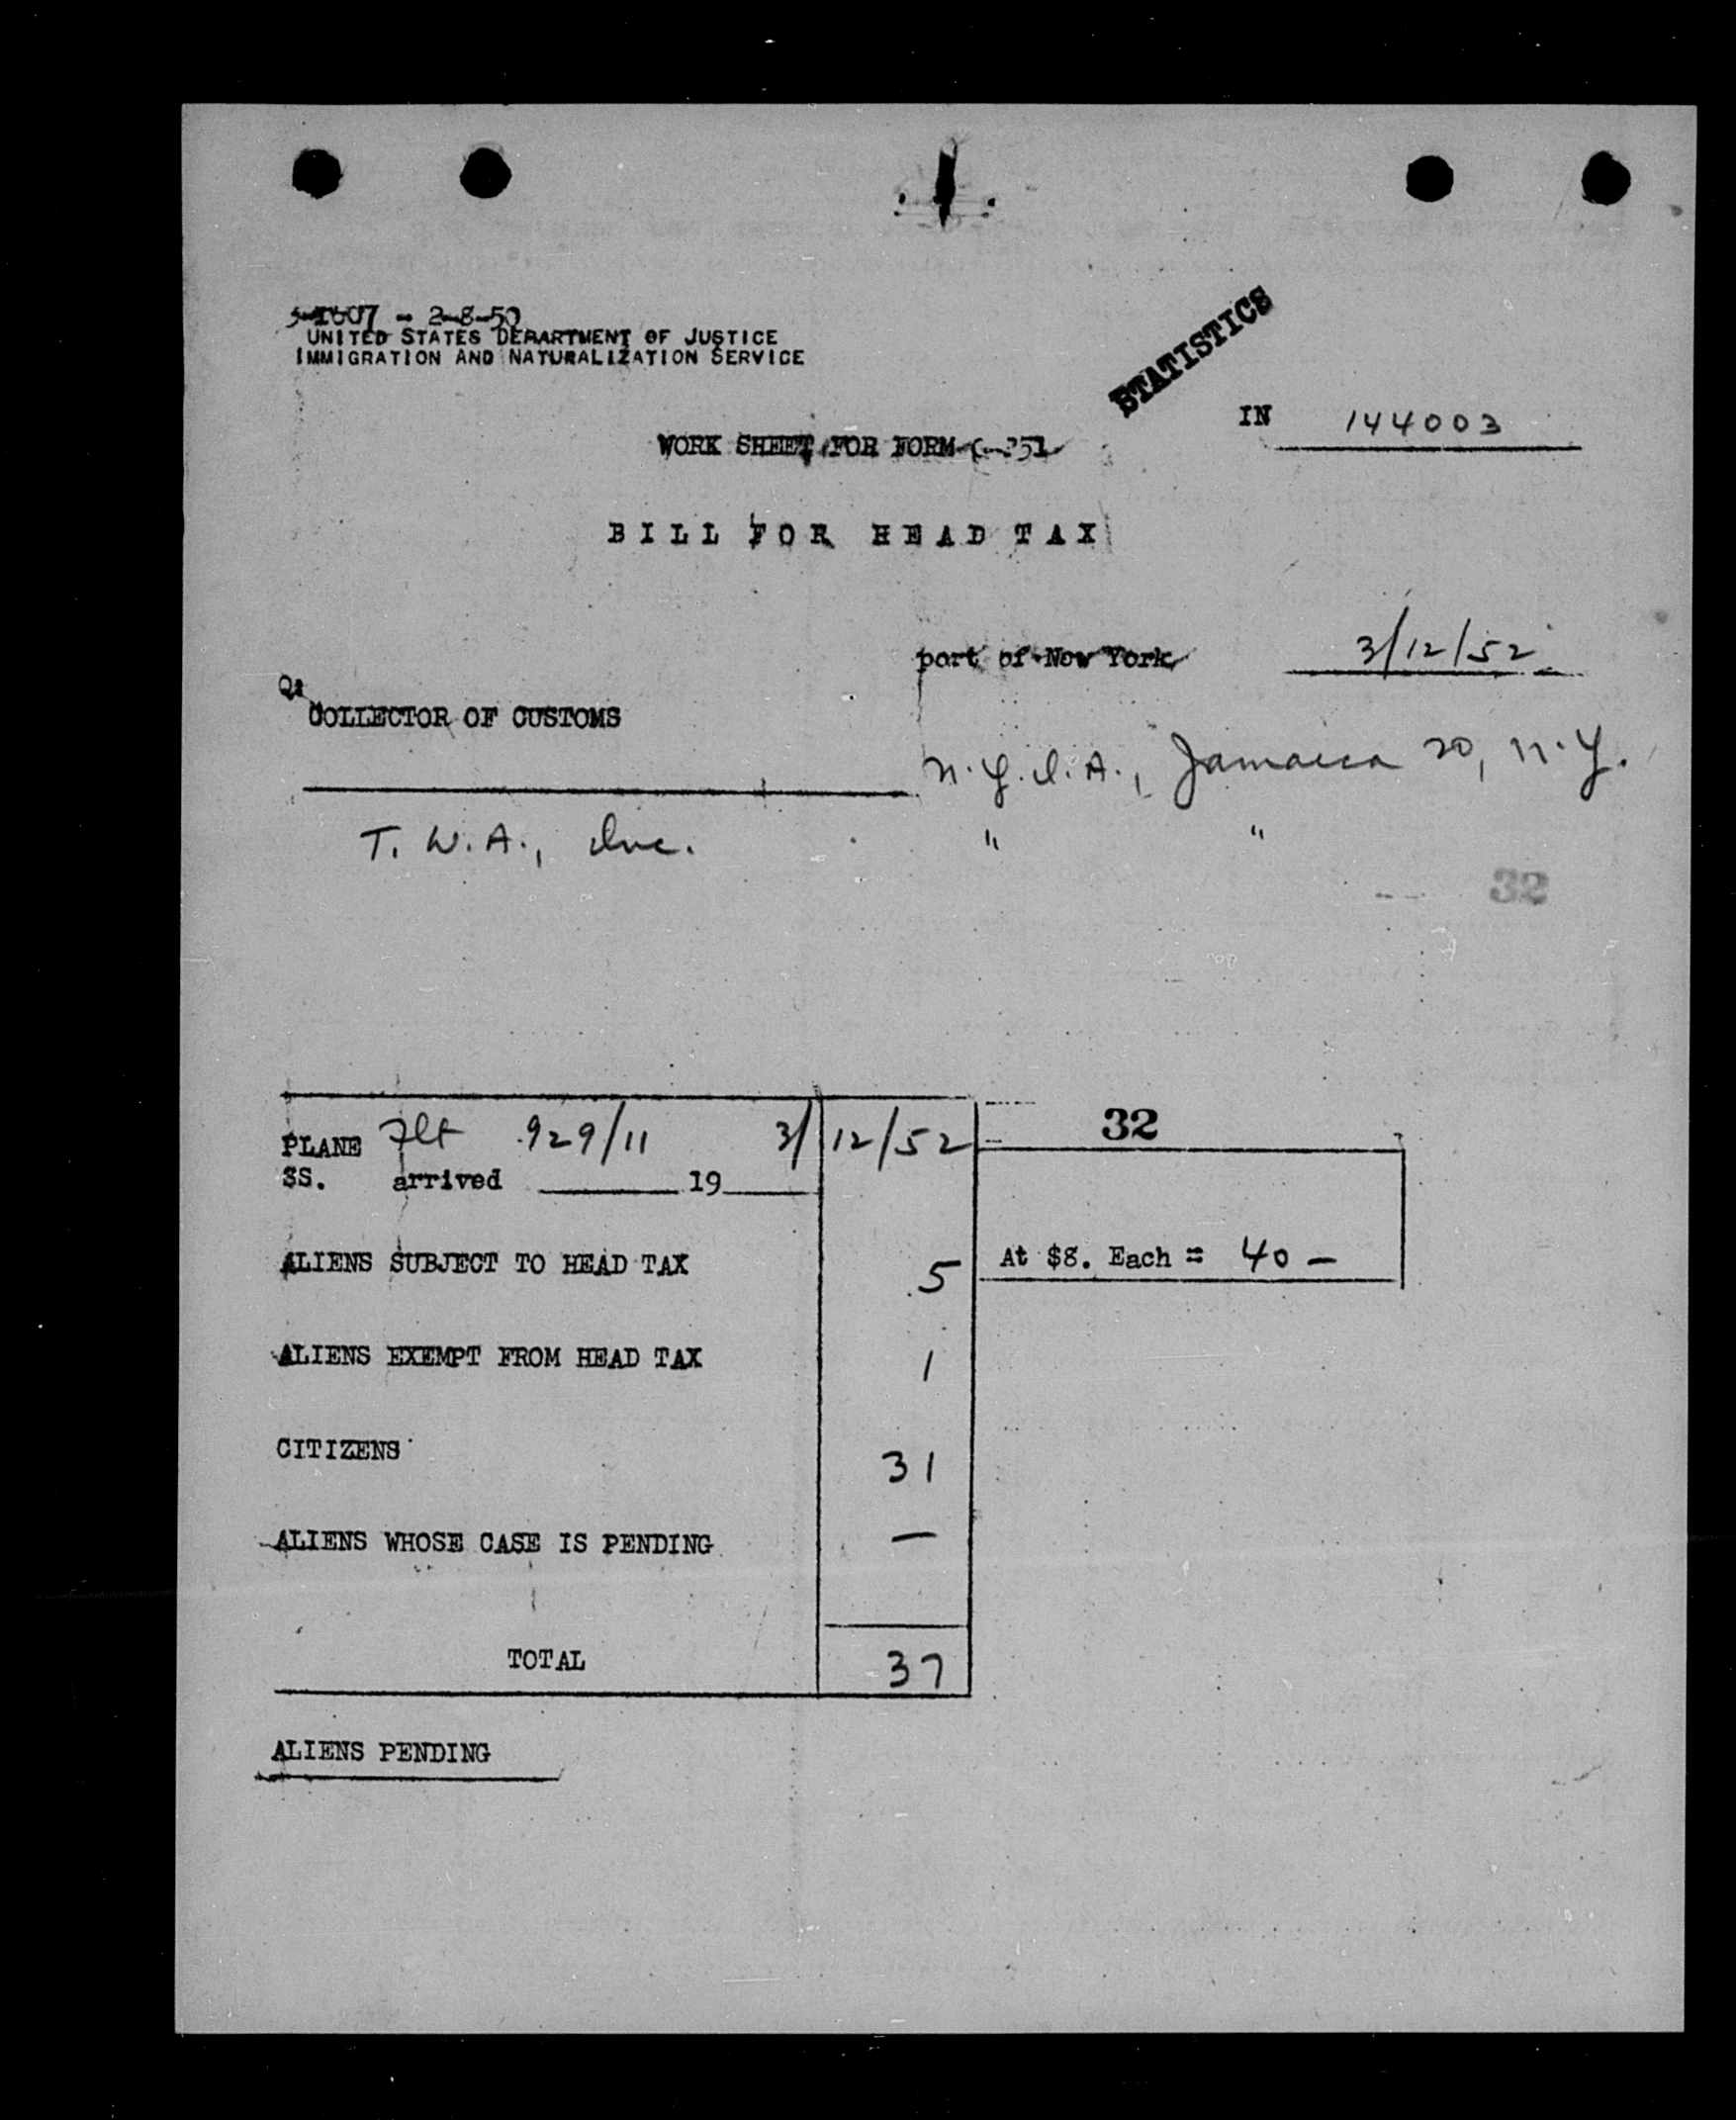 - 2-8-50
UNITED STATES DEPARTMENT OF JUSTICE
IMMIGRATION AND NATURALIZATION SERVICE
STATISTICS
IN 144003
WORK SHEET FOR FORM
BILL FOR HEAD TAX
port of New York 3/12/52
COLLECTOR OF CUSTOMS
N.Y.I.A., Jamaica 20, N.Y.
T.W.A., Inc. " "
32
32
PLANE Flt 929/11 3/12/52
SS. arrived 19
ALIENS SUBJECT TO HEAD TAX 5 At $8. Each = 40 -
ALIENS EXEMPT FROM HEAD TAX 1
CITIZENS 31
ALIENS WHOSE CASE IS PENDING -
TOTAL 37
ALIENS PENDING